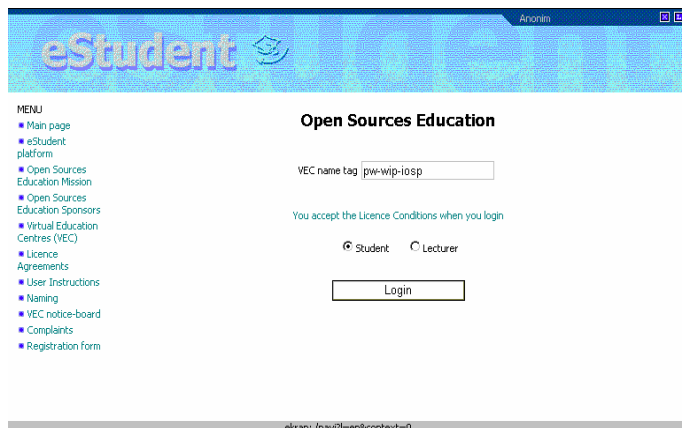 Anonim
eStudent
MENU
Main page
eStudent
platform
Open Sources
Education Mission
Open Sources
Education Sponsors
Virtual Education
Centres (VEC)
Licence
Agreements
User Instructions
Naming
VEC notice-board
Complaints
Registration form
Open Sources Education
VEC name tag pw-wip-iosp
You accept the Licence Conditions when you login
Student Lecturer
Login